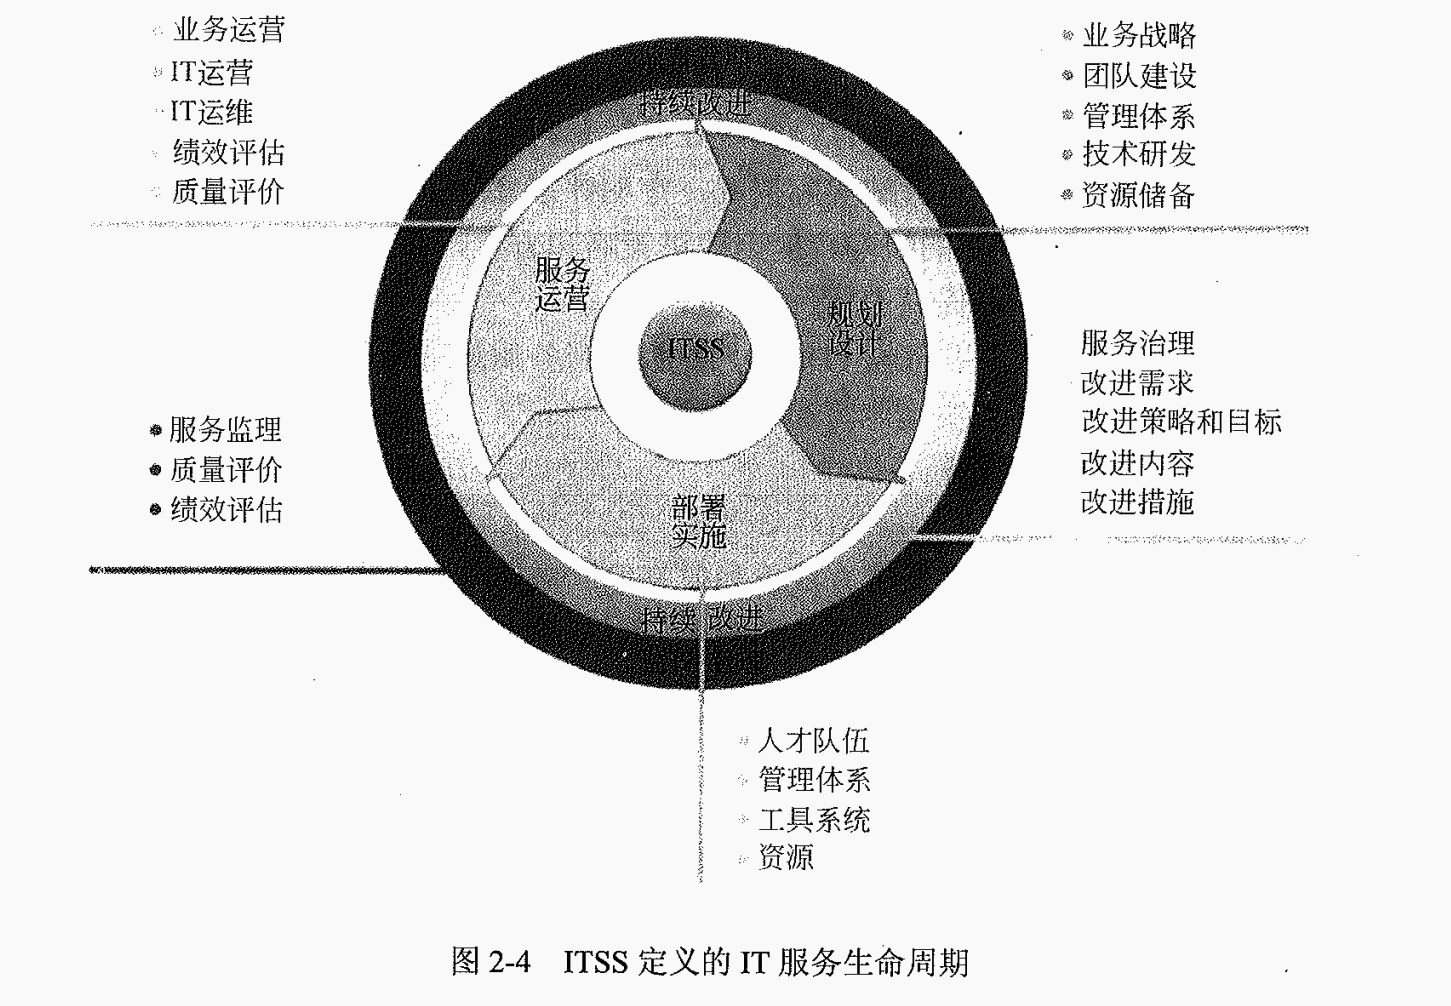 业务运营
IT运营
IT运维
绩效评估
质量评价
业务战略
团队建设
管理体系
技术研发
资源储备
持续改进
服务
运营
ITSS
规划
设计
服务治理
改进需求
改进策略和目标
改进内容
改进措施
服务监理
质量评价
绩效评估
部署
实施
持续改进
人才队伍
管理体系
工具系统
资源
图 2-4 ITSS 定义的 IT 服务生命周期